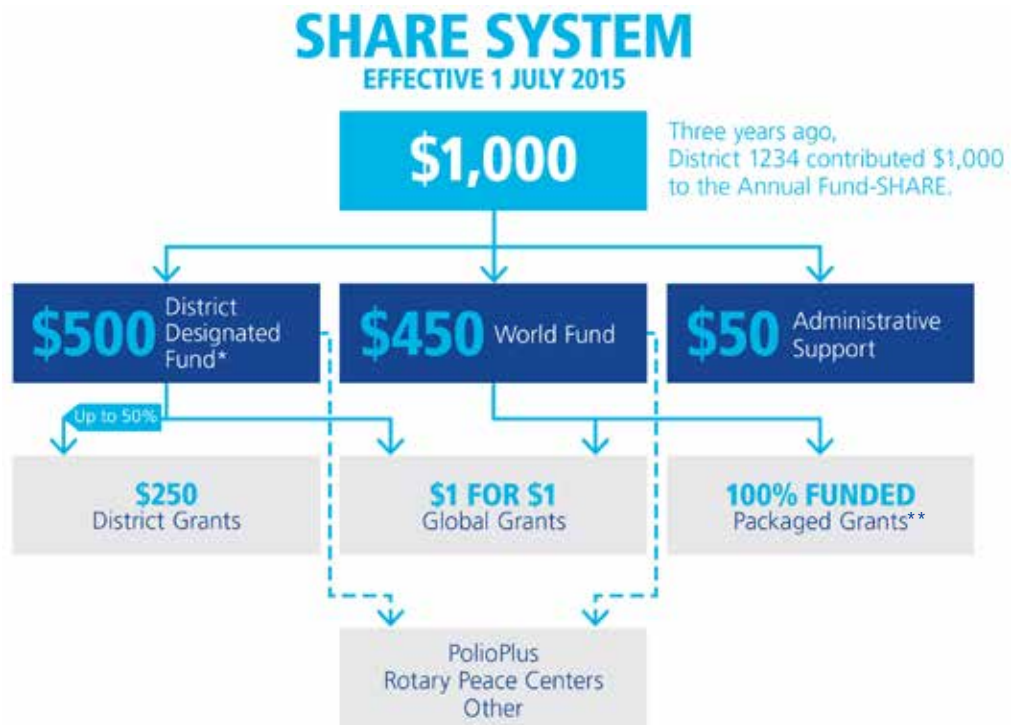 SHARE SYSTEM
EFFECTIVE 1 JULY 2015
$1,000
Three years ago,
District 1234 contributed $1,000
to the Annual Fund-SHARE.
$500 District
Designated
Fund*
$450 World Fund
$50 Administrative
Support
Up to 50%
$250
District Grants
$1 FOR $1
Global Grants
100% FUNDED
Packaged Grants**
PolioPlus
Rotary Peace Centers
Other